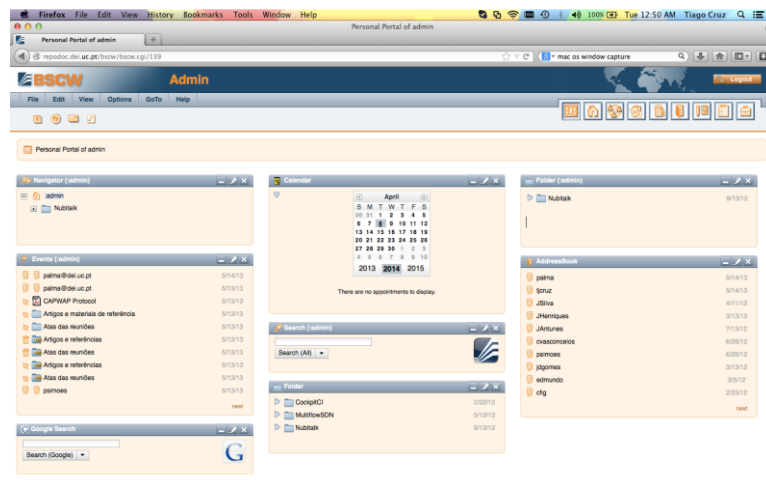 Firefox File Edit View History Bookmarks Tools Window Help 100% Tue 12:50 AM Tiago Cruz
Personal Portal of admin
Personal Portal of admin
repodoc.dei.uc.pt/bscw/bscw.cgi/139
mac os window capture
BSCW Admin Logout
File Edit View Options GoTo Help
Personal Portal of admin
Navigator (:admin)
:admin
Nubitalk
Events (:admin)
palma@dei.uc.pt 5/14/13
palma@dei.uc.pt 5/13/13
CAPWAP Protocol 5/13/13
Artigos e materiais de referência 5/13/13
Atas das reuniões 5/13/13
Artigos e referências 5/13/13
Atas das reuniões 5/13/13
Artigos e referências 5/13/13
Atas das reuniões 5/13/13
psimoes 5/13/13
next
Google Search
Search (Google)
G
Calendar
April
S M T W T F S
30 31 1 2 3 4 5
6 7 8 9 10 11 12
13 14 15 16 17 18 19
20 21 22 23 24 25 26
27 28 29 30 1 2 3
4 5 6 7 8 9 10
2013 2014 2015
There are no appointments to display.
Search (:admin)
Search (All)
Folder
CockpitCI 2/22/12
MultiflowSDN 5/13/13
Nubitalk 9/13/12
Folder (:admin)
Nubitalk 9/13/12
AddressBook
palma 5/14/13
tjcruz 5/14/13
JSilva 4/11/13
JHenriques 3/13/13
JAntunes 7/13/12
cvasconcelos 6/28/12
psimoes 6/28/12
jdgomes 3/13/12
edmundo 3/5/12
cfig 2/23/12
next